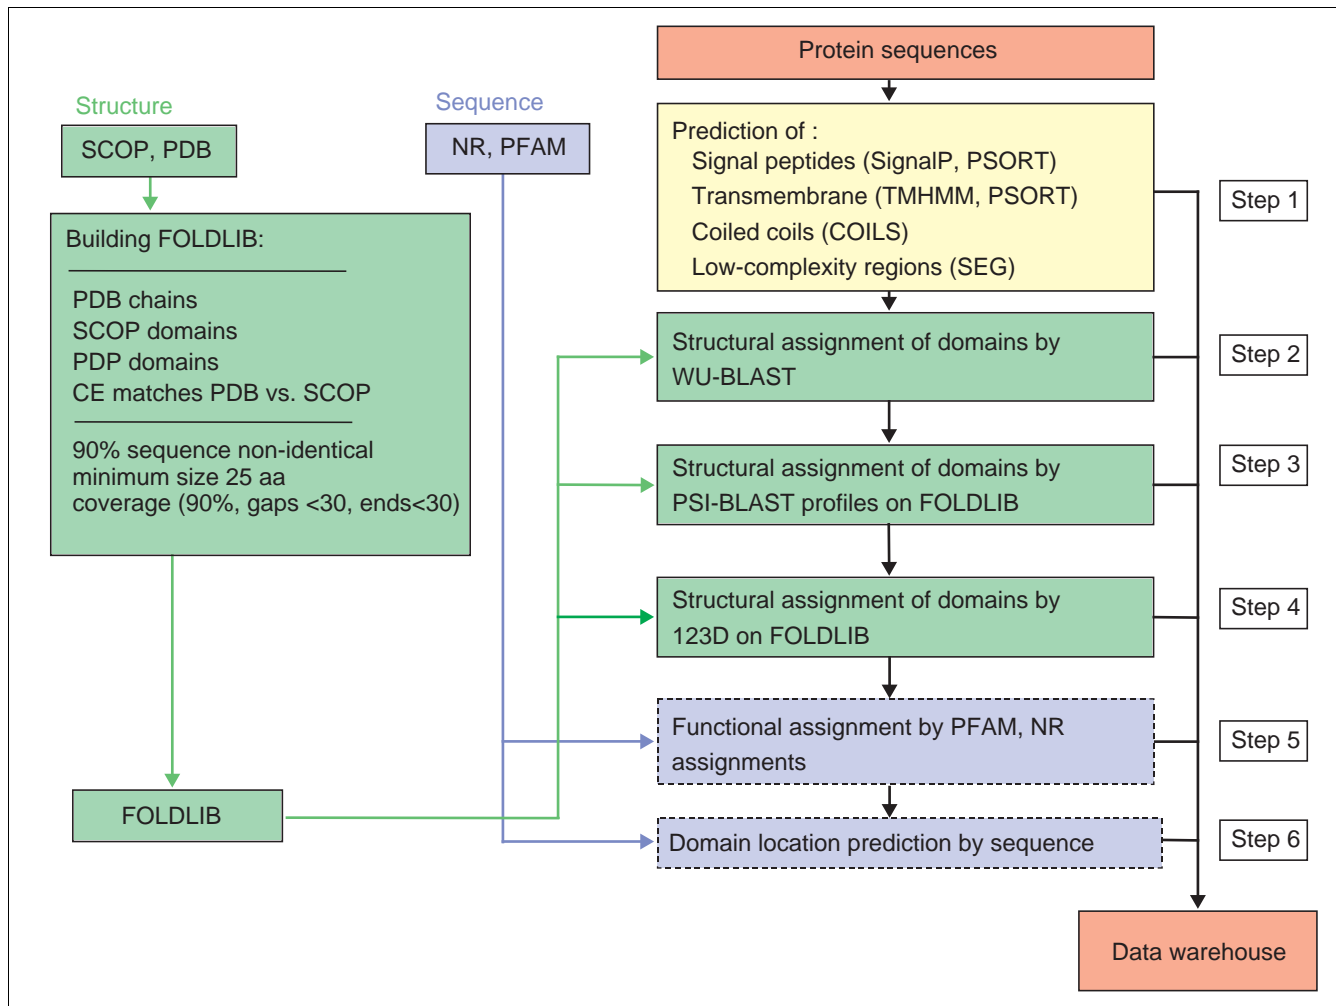 Protein sequences
Structure
Sequence
SCOP, PDB
NR, PFAM
Prediction of :
Signal peptides (SignalP, PSORT)
Transmembrane (TMHMM, PSORT)
Coiled coils (COILS)
Low-complexity regions (SEG)
Step 1
Building FOLDLIB:
PDB chains
SCOP domains
PDP domains
CE matches PDB vs. SCOP
90% sequence non-identical
minimum size 25 aa
coverage (90%, gaps <30, ends<30)
Structural assignment of domains by
WU-BLAST
Step 2
Structural assignment of domains by
PSI-BLAST profiles on FOLDLIB
Step 3
Structural assignment of domains by
123D on FOLDLIB
Step 4
Functional assignment by PFAM, NR
assignments
Step 5
FOLDLIB
Domain location prediction by sequence
Step 6
Data warehouse